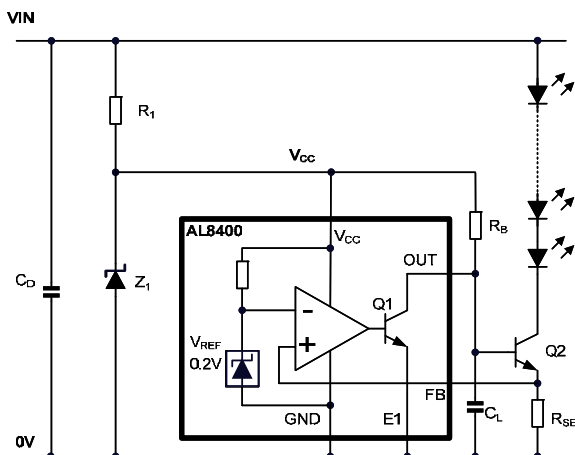 VIN
R1
VCC
AL8400
VCC
RB
OUT
CD
Z1
Q1
-
+
VREF
0.2V
Q2
FB
GND
E1
CL
RSE
0V